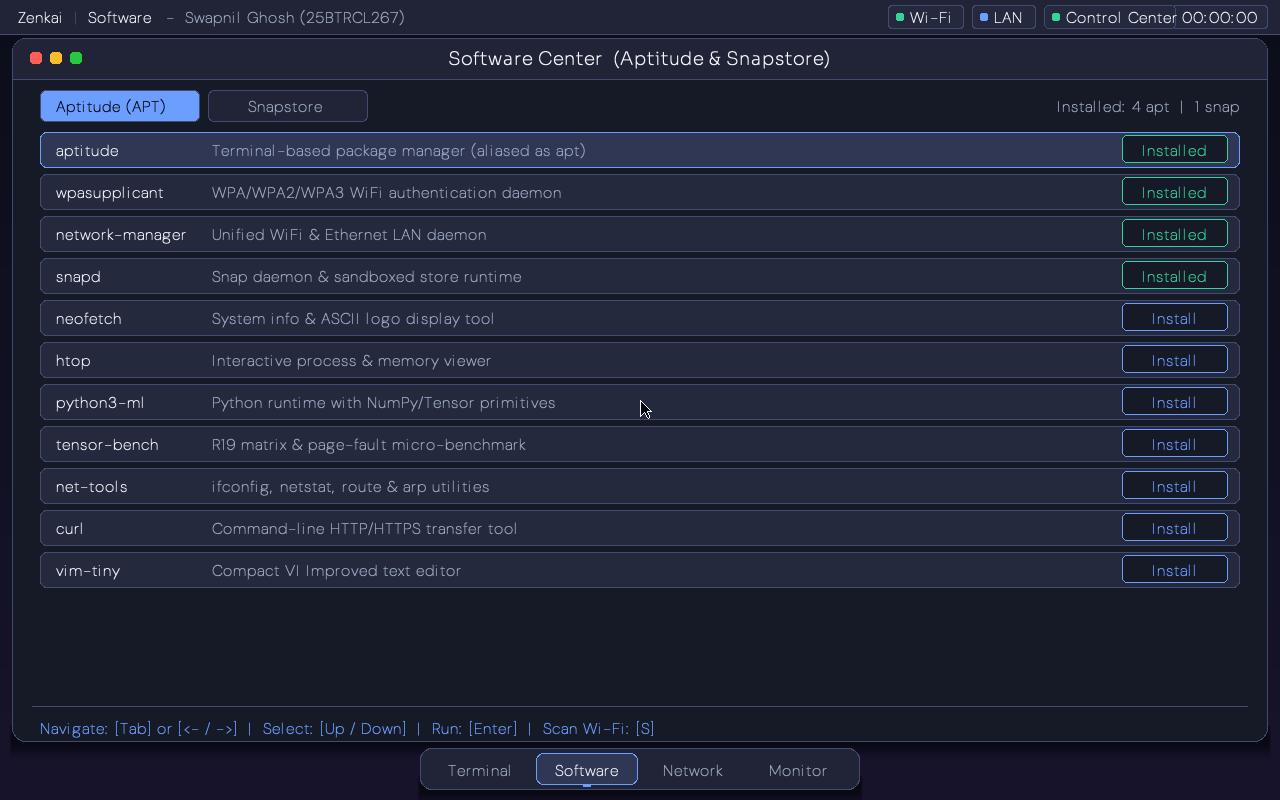 Zenkai | Software - Swapnil Ghosh (25BTRCL267) Wi-Fi LAN Control Center 00:00:00
Software Center (Aptitude & Snapstore)
Aptitude (APT) Snapstore Installed: 4 apt | 1 snap
aptitude Terminal-based package manager (aliased as apt) Installed
wpasupplicant WPA/WPA2/WPA3 WiFi authentication daemon Installed
network-manager Unified WiFi & Ethernet LAN daemon Installed
snapd Snap daemon & sandboxed store runtime Installed
neofetch System info & ASCII logo display tool Install
htop Interactive process & memory viewer Install
python3-ml Python runtime with NumPy/Tensor primitives Install
tensor-bench R19 matrix & page-fault micro-benchmark Install
net-tools ifconfig, netstat, route & arp utilities Install
curl Command-line HTTP/HTTPS transfer tool Install
vim-tiny Compact VI Improved text editor Install
Navigate: [Tab] or [<- / ->] | Select: [Up / Down] | Run: [Enter] | Scan Wi-Fi: [S]
Terminal Software Network Monitor